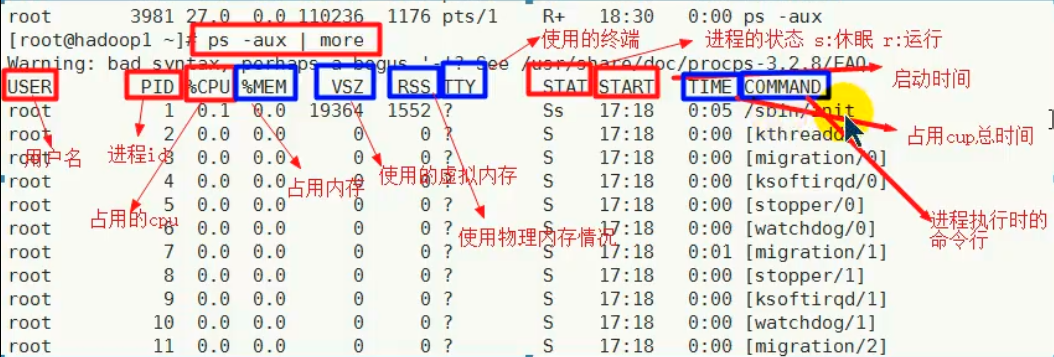 root 3981 27.0 0.0 110236 1176 pts/1 R+ 18:30 0:00 ps -aux
[root@hadoop1 ~]# ps -aux | more
使用的终端
进程的状态 s:休眠 r:运行
Warning: bad syntax, perhaps a bogus '-'? See /usr/share/doc/procps-3.2.8/FAQ
启动时间
USER PID %CPU %MEM VSZ RSS TTY STAT START TIME COMMAND
root 1 0.1 0.0 19364 1552 ? Ss 17:18 0:05 /sbin/init
root 2 0.0 0.0 0 0 ? S 17:18 0:00 [kthreadd]
占用cup总时间
用户名
进程id
root 3 0.0 0.0 0 0 ? S 17:18 0:00 [migration/0]
占用内存
使用的虚拟内存
root 4 0.0 0.0 0 0 ? S 17:18 0:00 [ksoftirqd/0]
占用的cpu
root 5 0.0 0.0 0 0 ? S 17:18 0:00 [stopper/0]
进程执行时的
命令行
root 6 0.0 0.0 0 0 ? S 17:18 0:00 [watchdog/0]
使用物理内存情况
root 7 0.0 0.0 0 0 ? S 17:18 0:01 [migration/1]
root 8 0.0 0.0 0 0 ? S 17:18 0:00 [stopper/1]
root 9 0.0 0.0 0 0 ? S 17:18 0:00 [ksoftirqd/1]
root 10 0.0 0.0 0 0 ? S 17:18 0:00 [watchdog/1]
root 11 0.0 0.0 0 0 ? S 17:18 0:00 [migration/2]